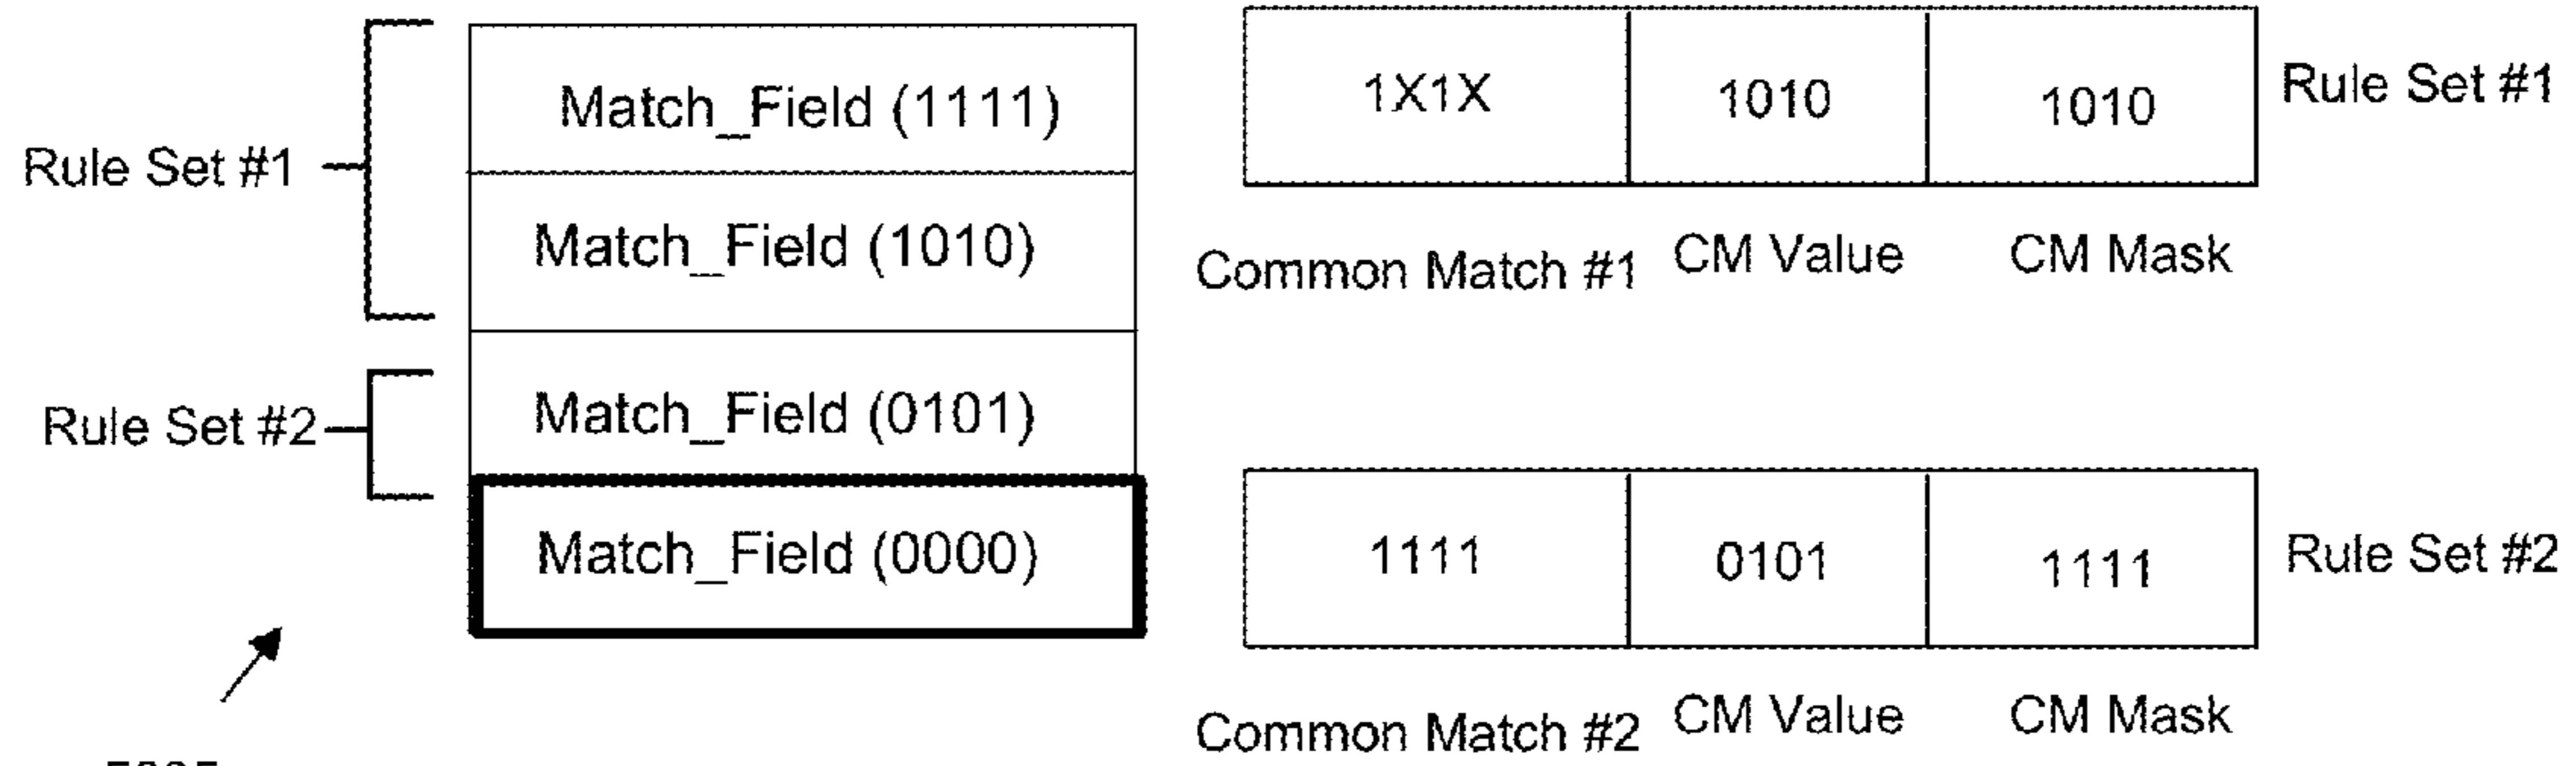 Rule Set #1
Match_Field (1111)
Match_Field (1010)
Rule Set #2
Match_Field (0101)
Match_Field (0000)
1X1X 1010 1010 Rule Set #1
Common Match #1 CM Value CM Mask
1111 0101 1111 Rule Set #2
Common Match #2 CM Value CM Mask